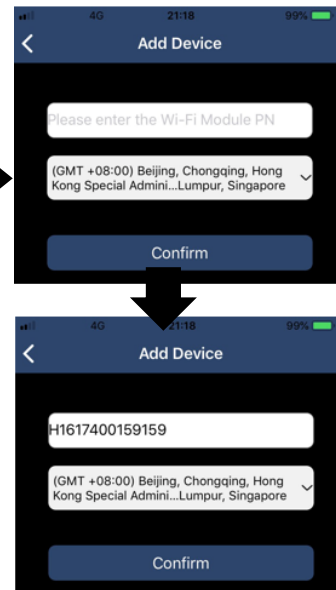 4G 21:18 99%
Add Device
Please enter the Wi-Fi Module PN
(GMT +08:00) Beijing, Chongqing, Hong
Kong Special Admini...Lumpur, Singapore
Confirm
4G 21:18 99%
Add Device
H1617400159159
(GMT +08:00) Beijing, Chongqing, Hong
Kong Special Admini...Lumpur, Singapore
Confirm